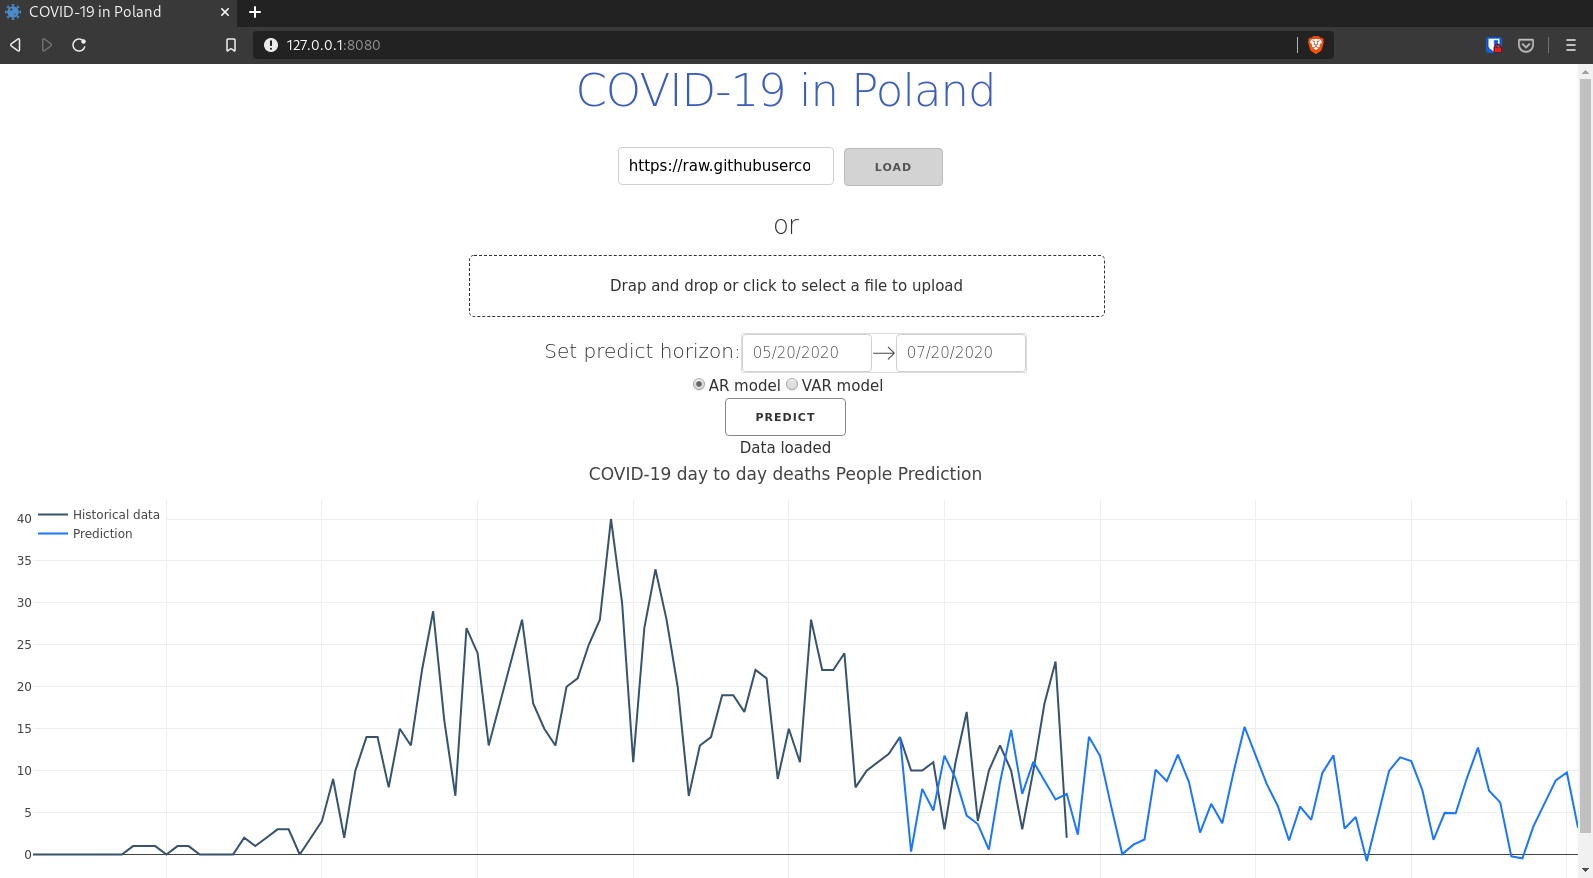 COVID-19 in Poland
127.0.0.1:8080
COVID-19 in Poland
https://raw.githubuserco
LOAD
or
Drap and drop or click to select a file to upload
Set predict horizon: 05/20/2020 → 07/20/2020
AR model VAR model
PREDICT
Data loaded
COVID-19 day to day deaths People Prediction
Historical data
Prediction
40
35
30
25
20
15
10
5
0